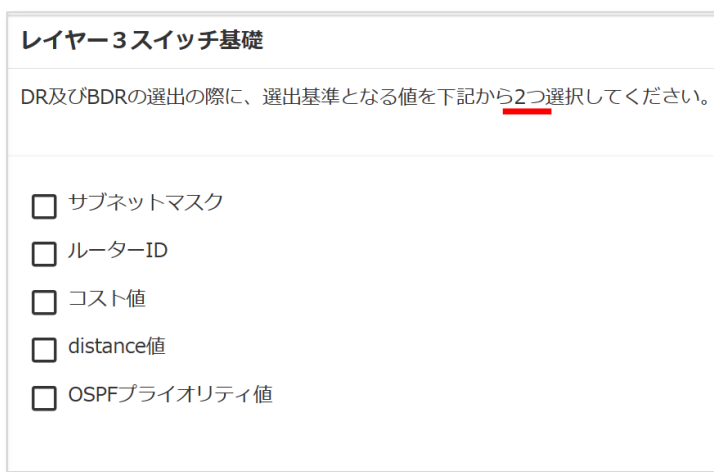 レイヤー３スイッチ基礎
DR及びBDRの選出の際に、選出基準となる値を下記から2つ選択してください。
サブネットマスク
ルーターID
コスト値
distance値
OSPFプライオリティ値